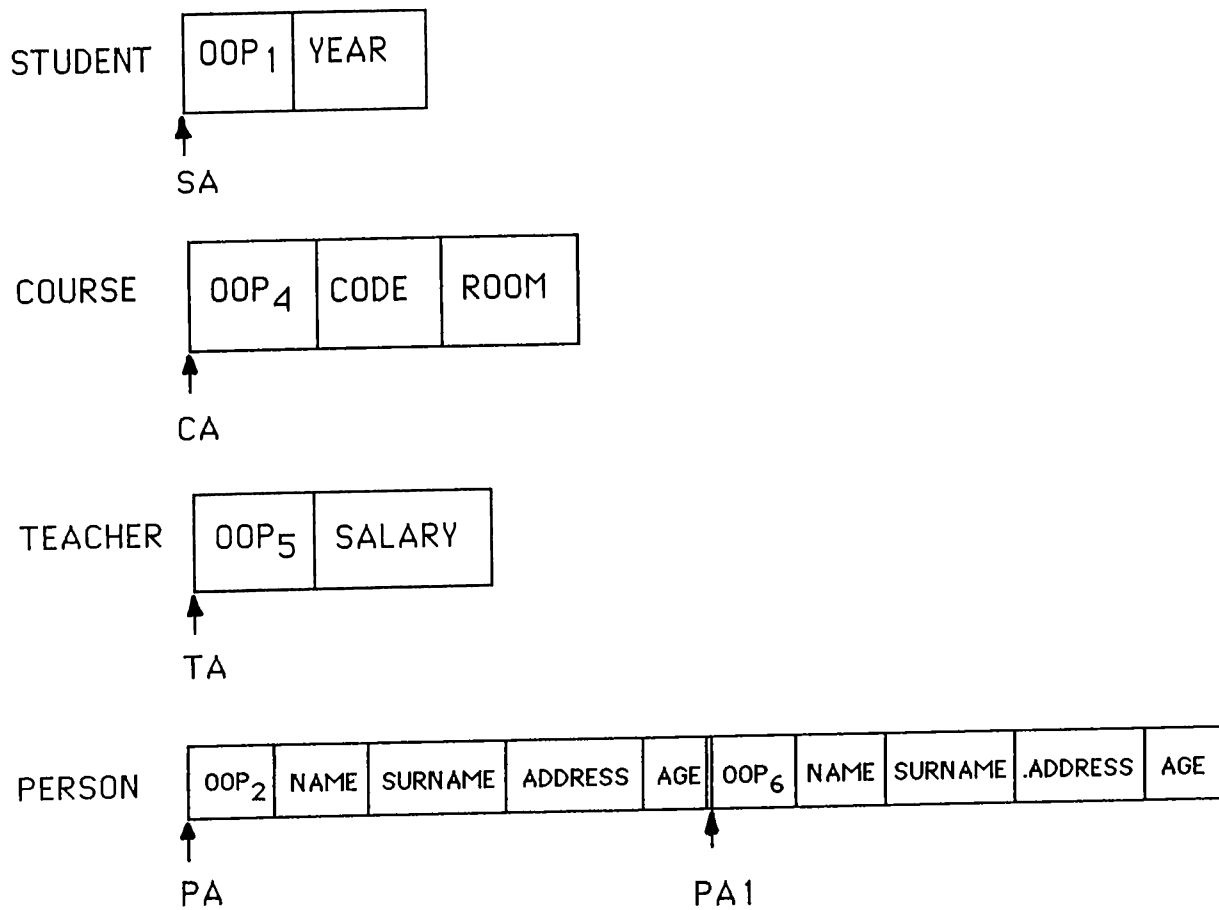 STUDENT OOP1 YEAR
SA
COURSE OOP4 CODE ROOM
CA
TEACHER OOP5 SALARY
TA
PERSON OOP2 NAME SURNAME ADDRESS AGE OOP6 NAME SURNAME .ADDRESS AGE
PA PA1